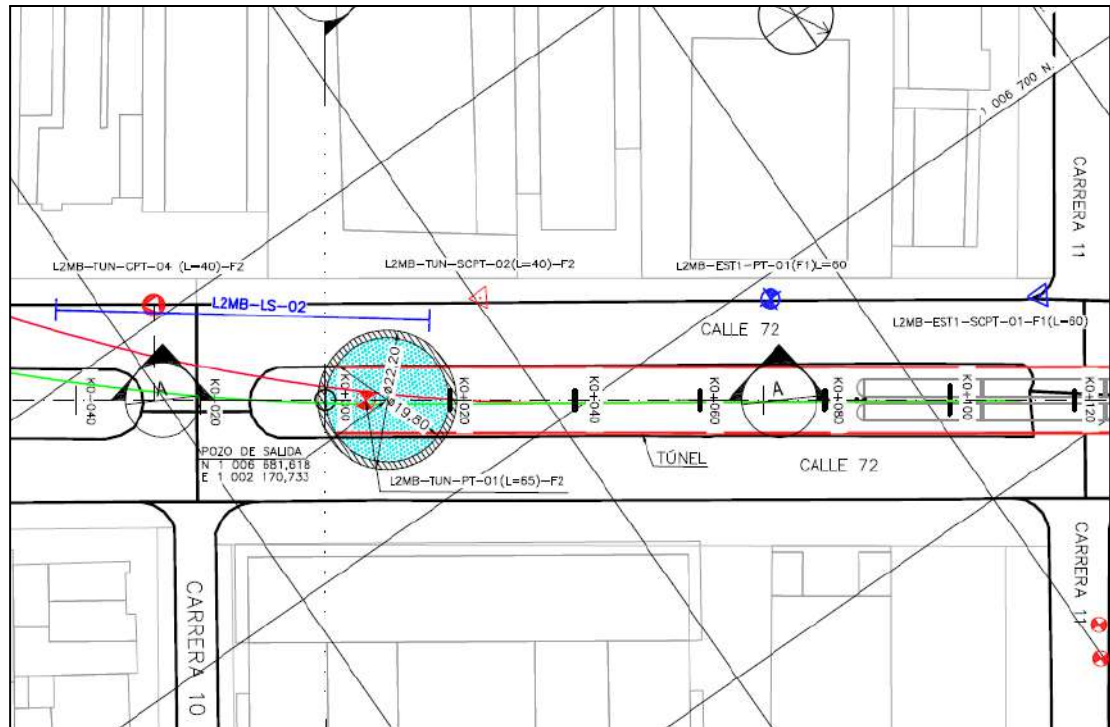 1 006 700 N.
CARRERA 11
L2MB-TUN-CPT-04 (L=40)-F2
L2MB-TUN-SCPT-02(L=40)-F2
L2MB-EST1-PT-01(F1)L=60
L2MB-LS-02
L2MB-EST1-SCPT-01-F1(L=60)
CALLE 72
ø22.20
ø19.80
A
A
K0-040
K0-020
K0+000
K0+020
K0+040
K0+060
K0+080
K0+100
K0+120
POZO DE SALIDA
N 1 006 681,618
E 1 002 170,733
TÚNEL
CALLE 72
L2MB-TUN-PT-01(L=65)-F2
CARRERA 10
CARRERA 11